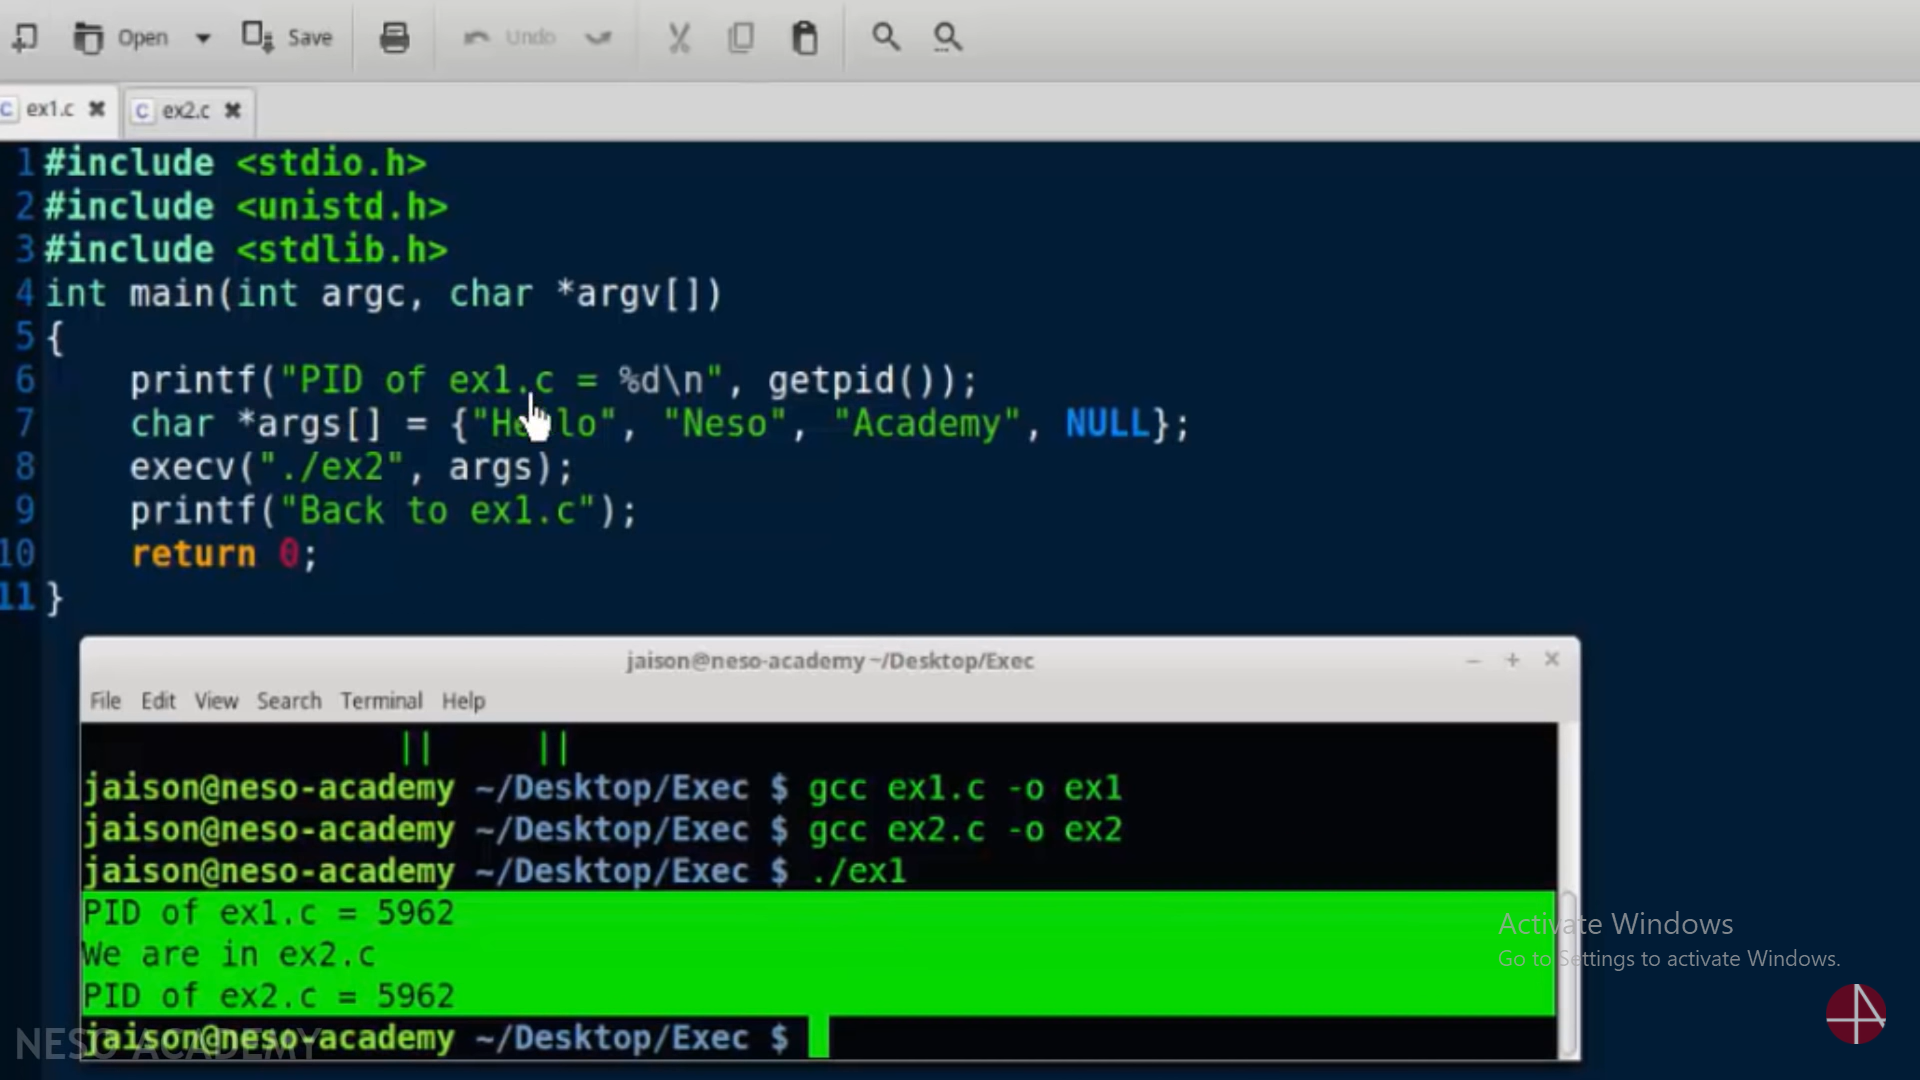 Open Save Undo
ex1.c ex2.c
1 #include <stdio.h>
2 #include <unistd.h>
3 #include <stdlib.h>
4 int main(int argc, char *argv[])
5 {
6 printf("PID of ex1.c = %d\n", getpid());
7 char *args[] = {"Hello", "Neso", "Academy", NULL};
8 execv("./ex2", args);
9 printf("Back to ex1.c");
10 return 0;
11 }
jaison@neso-academy ~/Desktop/Exec
File Edit View Search Terminal Help
|| ||
jaison@neso-academy ~/Desktop/Exec $ gcc ex1.c -o ex1
jaison@neso-academy ~/Desktop/Exec $ gcc ex2.c -o ex2
jaison@neso-academy ~/Desktop/Exec $ ./ex1
PID of ex1.c = 5962
We are in ex2.c
PID of ex2.c = 5962
jaison@neso-academy ~/Desktop/Exec $
Activate Windows
Go to Settings to activate Windows.
NESO ACADEMY